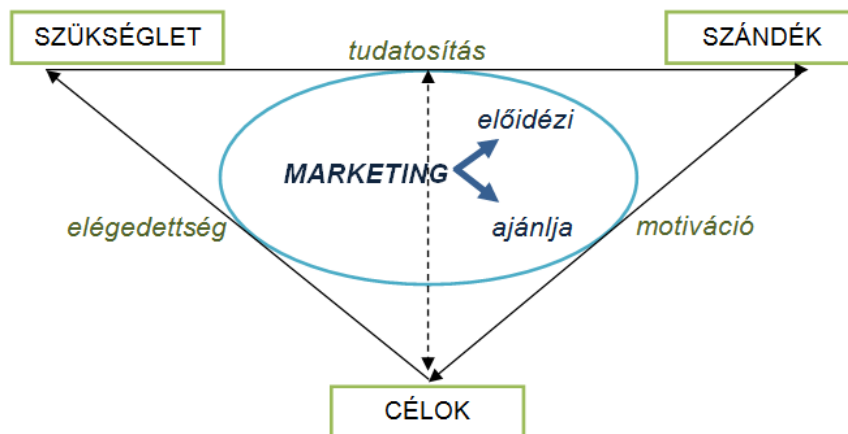 SZÜKSÉGLET
tudatosítás
SZÁNDÉK
előidézi
MARKETING
ajánlja
elégedettség
motiváció
CÉLOK